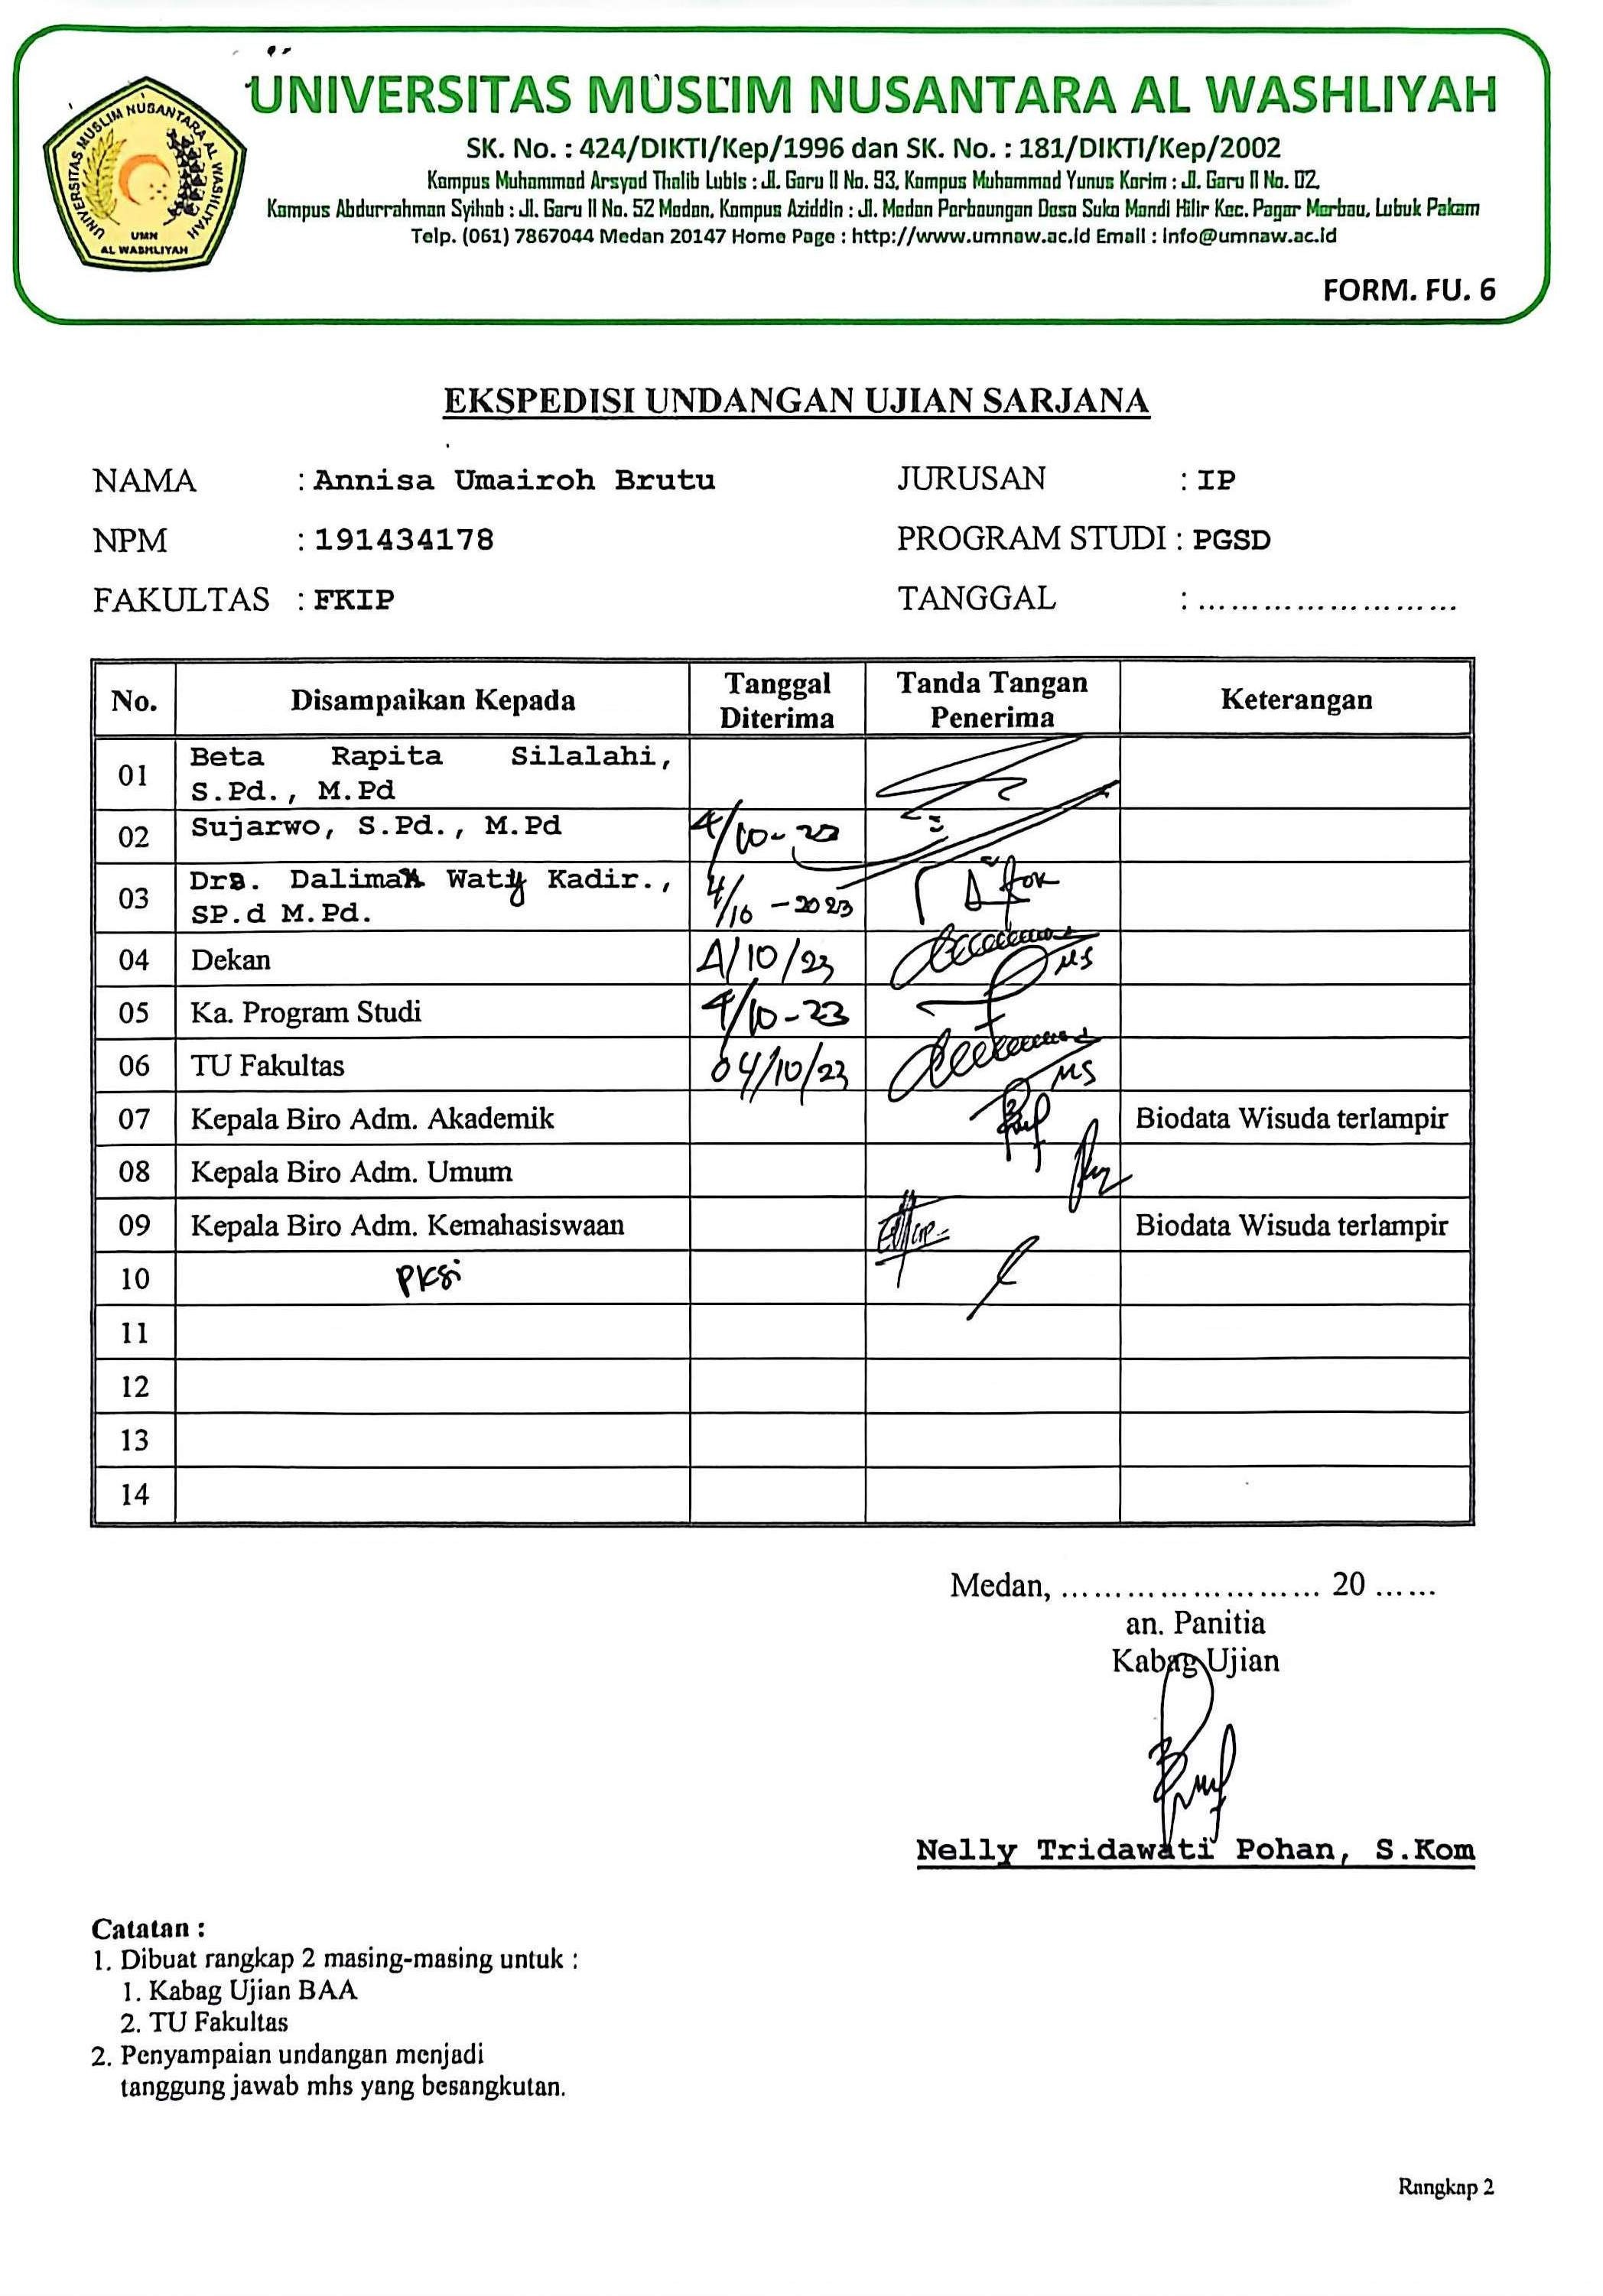 UNIVERSITAS MUSLIM NUSANTARA AL WASHLIYAH
UMN
AL WASHLIYAH
UNIVERSITAS MUSLIM NUSANTARA AL WASHLIYAH
SK. No. : 424/DIKTI/Kep/1996 dan SK. No. : 181/DIKTI/Kep/2002
Kampus Muhammad Arsyad Thalib Lubis : Jl. Garu II No. 93, Kampus Muhammad Yunus Karim : Jl. Garu II No. 02,
Kampus Abdurrahman Syihab : Jl. Garu II No. 52 Medan, Kampus Aziddin : Jl. Medan Perbaungan Desa Suka Mandi Hilir Kec. Pagar Merbau, Lubuk Pakam
Telp. (061) 7867044 Medan 20147 Home Page : http://www.umnaw.ac.id Email : info@umnaw.ac.id
FORM. FU. 6
EKSPEDISI UNDANGAN UJIAN SARJANA
NAMA : Annisa Umairoh Brutu JURUSAN : IP
NPM : 191434178 PROGRAM STUDI : PGSD
FAKULTAS : FKIP TANGGAL : ........................
No. Disampaikan Kepada Tanggal Diterima Tanda Tangan Penerima Keterangan
01 Beta Rapita Silalahi,
S.Pd., M.Pd
02 Sujarwo, S.Pd., M.Pd 4/10-23
03 Drs. Dalimah Waty Kadir.,
SP.d M.Pd. 4/10 -2023
04 Dekan 4/10/23
05 Ka. Program Studi 4/10-23
06 TU Fakultas 04/10/23
07 Kepala Biro Adm. Akademik Biodata Wisuda terlampir
08 Kepala Biro Adm. Umum
09 Kepala Biro Adm. Kemahasiswaan Biodata Wisuda terlampir
10 PKSi
11
12
13
14
Medan, ........................ 20 ......
an. Panitia
Kabag Ujian
Nelly Tridawati Pohan, S.Kom
Catatan :
1. Dibuat rangkap 2 masing-masing untuk :
1. Kabag Ujian BAA
2. TU Fakultas
2. Penyampaian undangan menjadi
tanggung jawab mhs yang besangkutan.
Rangkap 2